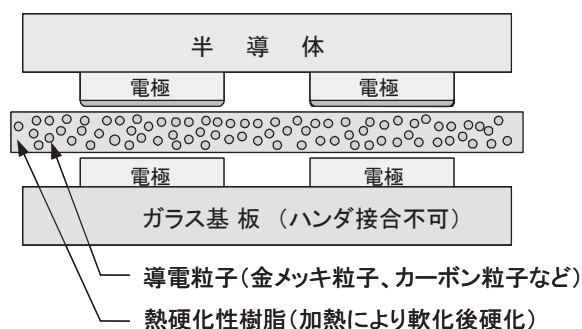 半 導 体
電極 電極
電極 電極
ガラス基 板 (ハンダ接合不可)
導電粒子(金メッキ粒子、カーボン粒子など)
熱硬化性樹脂(加熱により軟化後硬化)